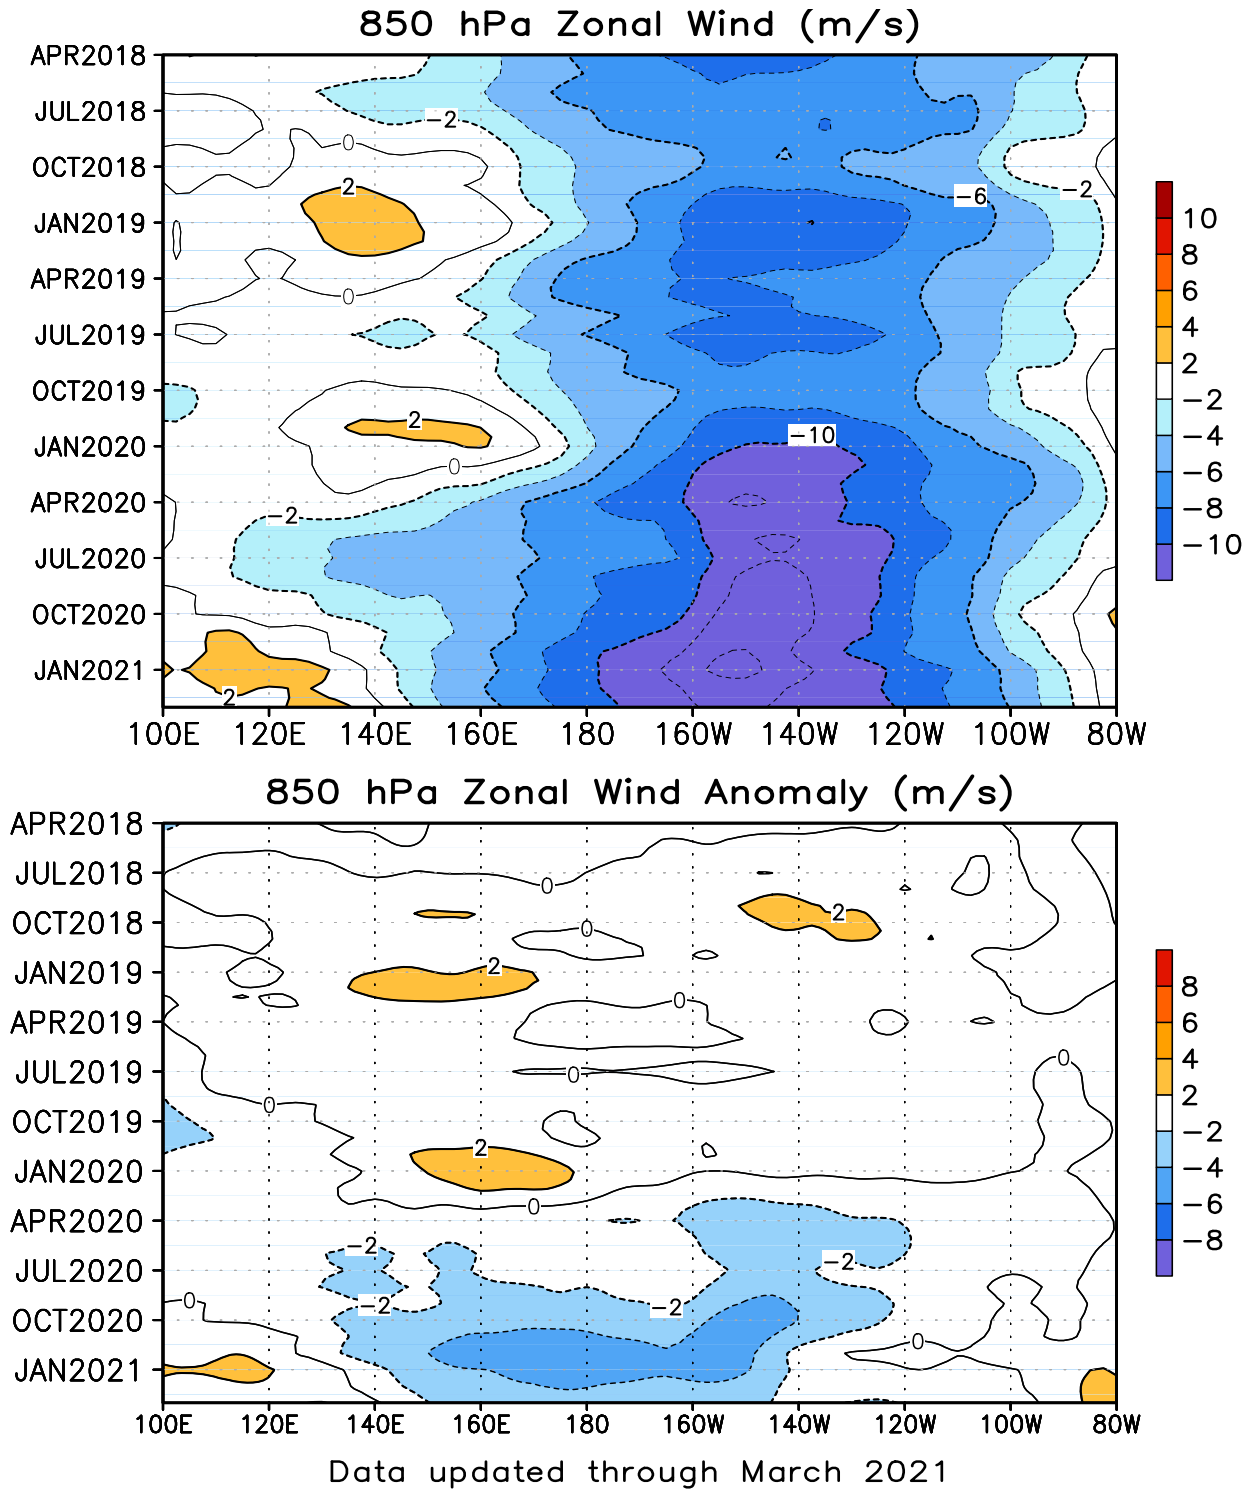 850 hPa Zonal Wind (m/s)
APR2018
JUL2018
OCT2018
JAN2019
APR2019
JUL2019
OCT2019
JAN2020
APR2020
JUL2020
OCT2020
JAN2021
-2
0
2
-6
-2
0
2
0
-10
-2
2
100E 120E 140E 160E 180 160W 140W 120W 100W 80W
10
8
6
4
2
-2
-4
-6
-8
-10
850 hPa Zonal Wind Anomaly (m/s)
APR2018
JUL2018
OCT2018
JAN2019
APR2019
JUL2019
OCT2019
JAN2020
APR2020
JUL2020
OCT2020
JAN2021
0
2
0
2
0
0
0
0
2
0
-2
-2
0
-2
-2
0
100E 120E 140E 160E 180 160W 140W 120W 100W 80W
8
6
4
2
-2
-4
-6
-8
Data updated through March 2021